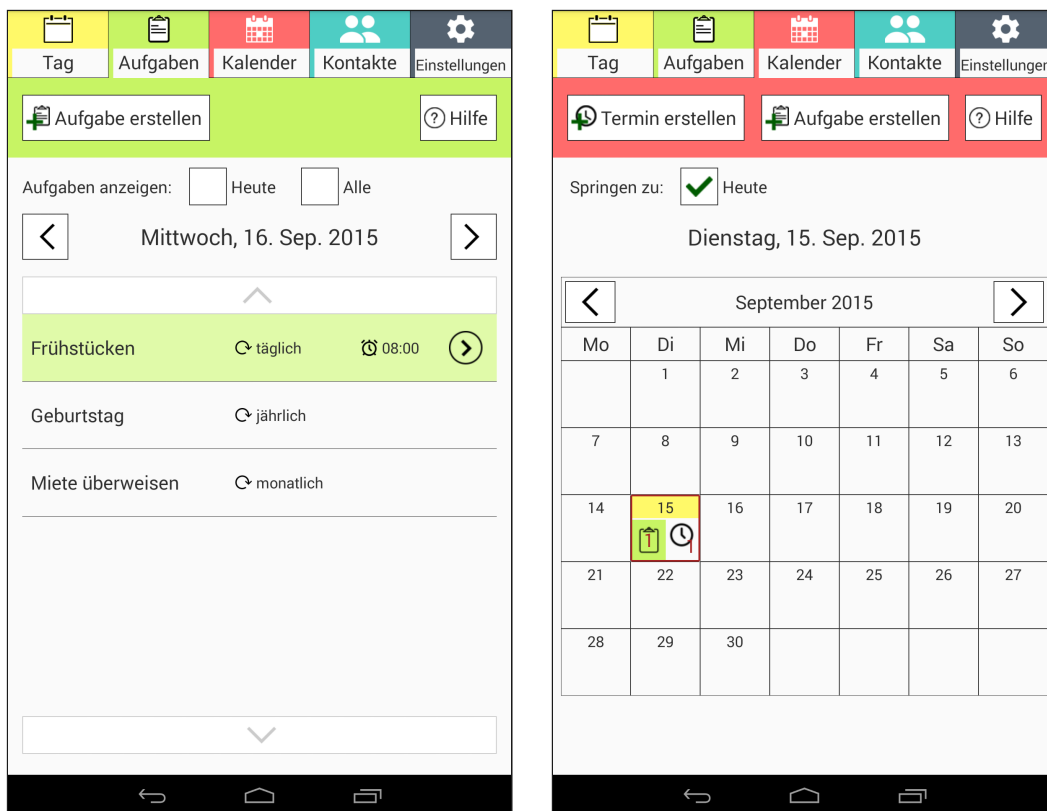 Tag Aufgaben Kalender Kontakte Einstellungen
Aufgabe erstellen Hilfe
Aufgaben anzeigen: Heute Alle
Mittwoch, 16. Sep. 2015
Frühstücken täglich 08:00
Geburtstag jährlich
Miete überweisen monatlich
Tag Aufgaben Kalender Kontakte Einstellungen
Termin erstellen Aufgabe erstellen Hilfe
Springen zu: Heute
Dienstag, 15. Sep. 2015
September 2015
Mo Di Mi Do Fr Sa So
1 2 3 4 5 6
7 8 9 10 11 12 13
14 15 16 17 18 19 20
1 1
21 22 23 24 25 26 27
28 29 30